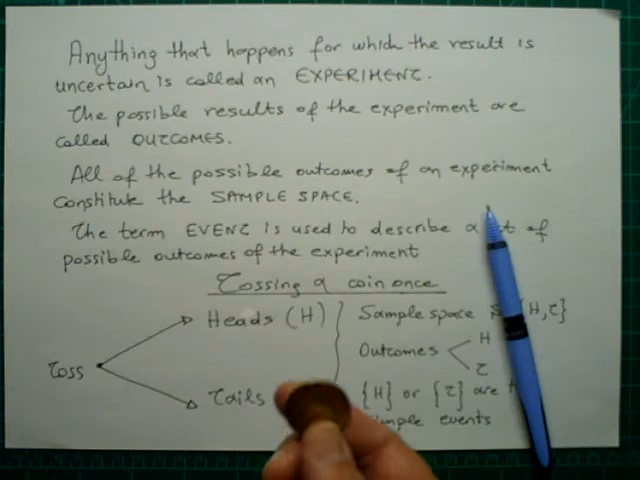 Anything that happens for which the result is
uncertain is called an EXPERIMENT.
The possible results of the experiment are
called OUTCOMES.
All of the possible outcomes of an experiment
constitute the SAMPLE SPACE.
The term EVENT is used to describe a of
possible outcomes of the experiment
Tossing a coin once
Toss
Heads (H)
Tails
Sample space {H,T}
Outcomes H
T
{H} or {T} are
events